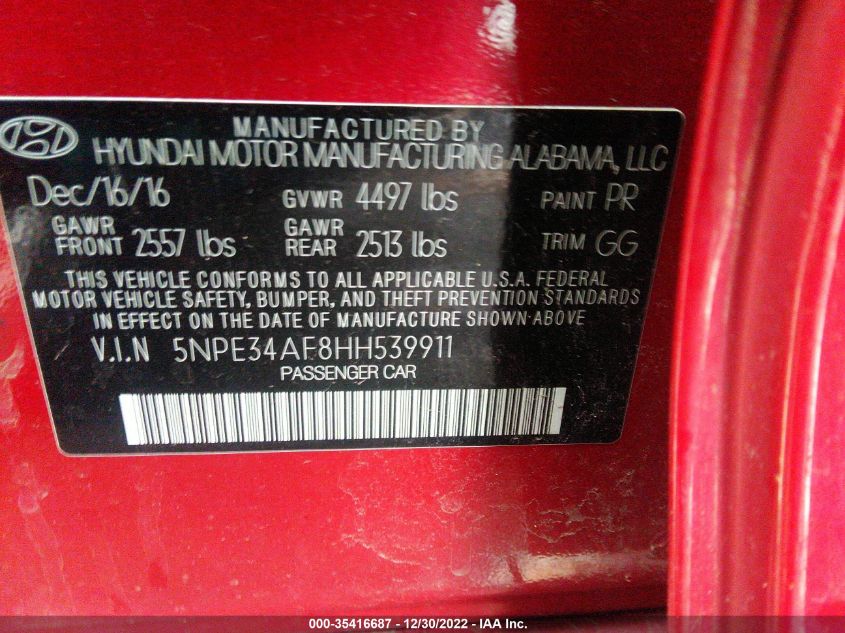 MANUFACTURED BY
HYUNDAI MOTOR MANUFACTURING ALABAMA, LLC
Dec/16/16 GVWR 4497 lbs PAINT PR
GAWR FRONT 2557 lbs GAWR REAR 2513 lbs TRIM GG
THIS VEHICLE CONFORMS TO ALL APPLICABLE U.S.A. FEDERAL
MOTOR VEHICLE SAFETY, BUMPER, AND THEFT PREVENTION STANDARDS
IN EFFECT ON THE DATE OF MANUFACTURE SHOWN ABOVE.
V.I.N 5NPE34AF8HH539911
PASSENGER CAR
000-35416687 - 12/30/2022 - IAA Inc.